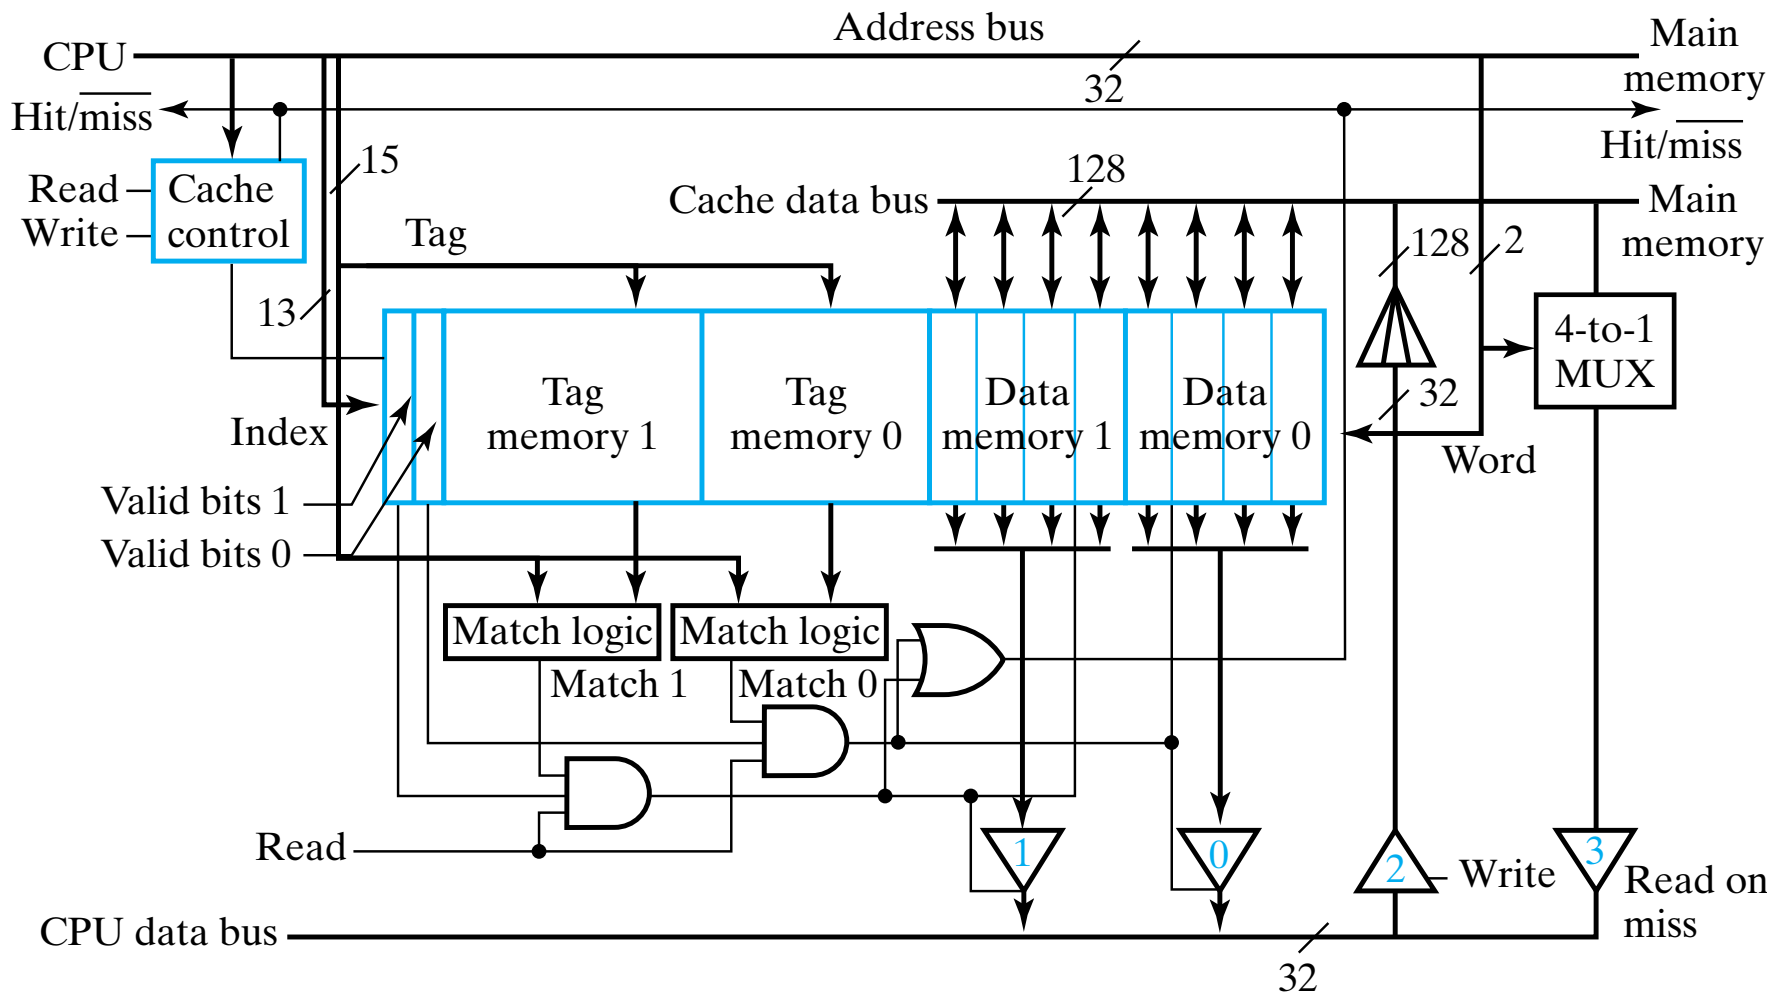 Address bus
CPU
32
Main
memory
Hit/miss
Hit/miss
Read
Write
Cache
control
15
128
Cache data bus
Main
memory
Tag
128
2
13
4-to-1
MUX
Index
Tag
memory 1
Tag
memory 0
Data
memory 1
Data
memory 0
32
Word
Valid bits 1
Valid bits 0
Match logic
Match logic
Match 1
Match 0
Read
1
0
2
Write
3
Read on
miss
CPU data bus
32